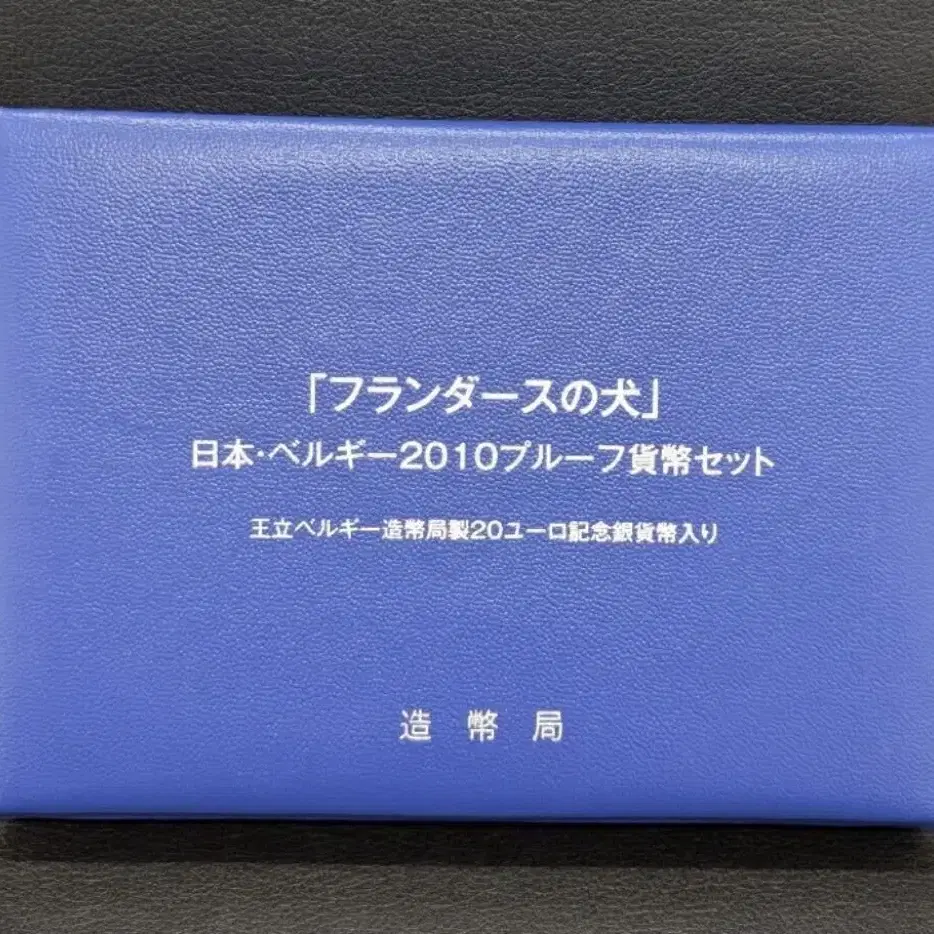 「フランダースの犬」
日本・ベルギー2010プルーフ貨幣セット
王立ベルギー造幣局製20ユーロ記念銀貨幣入り
造幣局